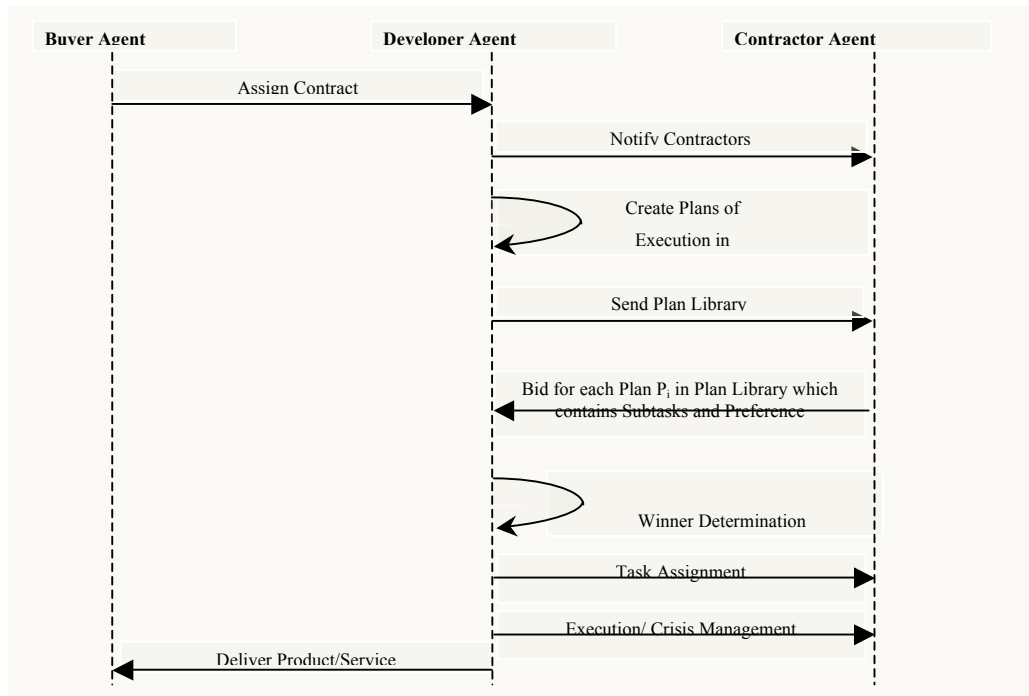 Buyer Agent
Developer Agent
Contractor Agent
Assign Contract
Notify Contractors
Create Plans of
Execution in
Send Plan Library
Bid for each Plan Pi in Plan Library which
contains Subtasks and Preference
Winner Determination
Task Assignment
Execution/ Crisis Management
Deliver Product/Service